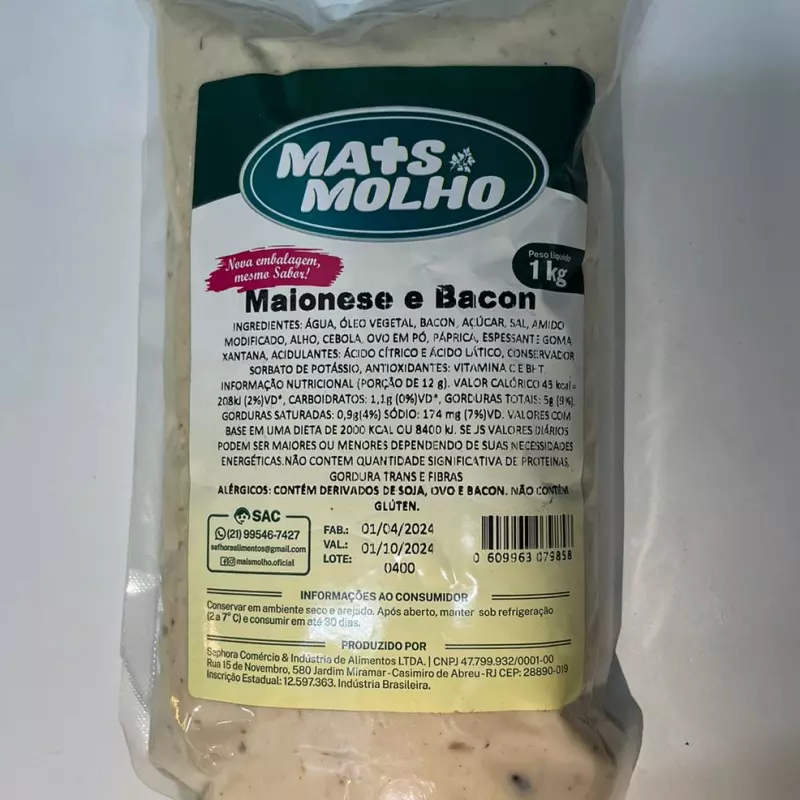 MAIS
MOLHO
Nova embalagem,
mesmo Sabor!
Peso líquido
1 kg
Maionese e Bacon
INGREDIENTES: ÁGUA, ÓLEO VEGETAL, BACON, AÇÚCAR, SAL, AMIDO
MODIFICADO, ALHO, CEBOLA, OVO EM PÓ, PÁPRICA, ESPESSANTE GOMA
XANTANA, ACIDULANTES: ÁCIDO CÍTRICO E ÁCIDO LÁTICO, CONSERVADOR
SORBATO DE POTÁSSIO, ANTIOXIDANTES: VITAMINA C E BHT
INFORMAÇÃO NUTRICIONAL (PORÇÃO DE 12 g). VALOR CALÓRICO 45 kcal =
208kJ (2%)VD*, CARBOIDRATOS: 1,1g (0%)VD*, GORDURAS TOTAIS: 5g (9%).
GORDURAS SATURADAS: 0,9g(4%) SÓDIO: 174 mg (7%)VD. VALORES COM
BASE EM UMA DIETA DE 2000 KCAL OU 8400 kJ. SEUS VALORES DIÁRIOS
PODEM SER MAIORES OU MENORES DEPENDENDO DE SUAS NECESSIDADES
ENERGÉTICAS.NÃO CONTEM QUANTIDADE SIGNIFICATIVA DE PROTEINAS,
GORDURA TRANS E FIBRAS
ALÉRGICOS: CONTÉM DERIVADOS DE SOJA, OVO E BACON. NÃO CONTÉM
GLÚTEN.
SAC
(21) 99546-7427
sefhoraalimentos@gmail.com
maismolho.oficial
FAB.: 01/04/2024
VAL.: 01/10/2024
LOTE: 0400
0 609963 079858
INFORMAÇÕES AO CONSUMIDOR
Conservar em ambiente seco e arejado. Após aberto, manter sob refrigeração
(2 a 7° C) e consumir em até 30 dias.
PRODUZIDO POR
Sephora Comércio & Indústria de Alimentos LTDA. | CNPJ 47.799.932/0001-00
Rua 15 de Novembro, 580 Jardim Miramar - Casimiro de Abreu - RJ CEP: 28890-019
Inscrição Estadual: 12.597.363. Indústria Brasileira.